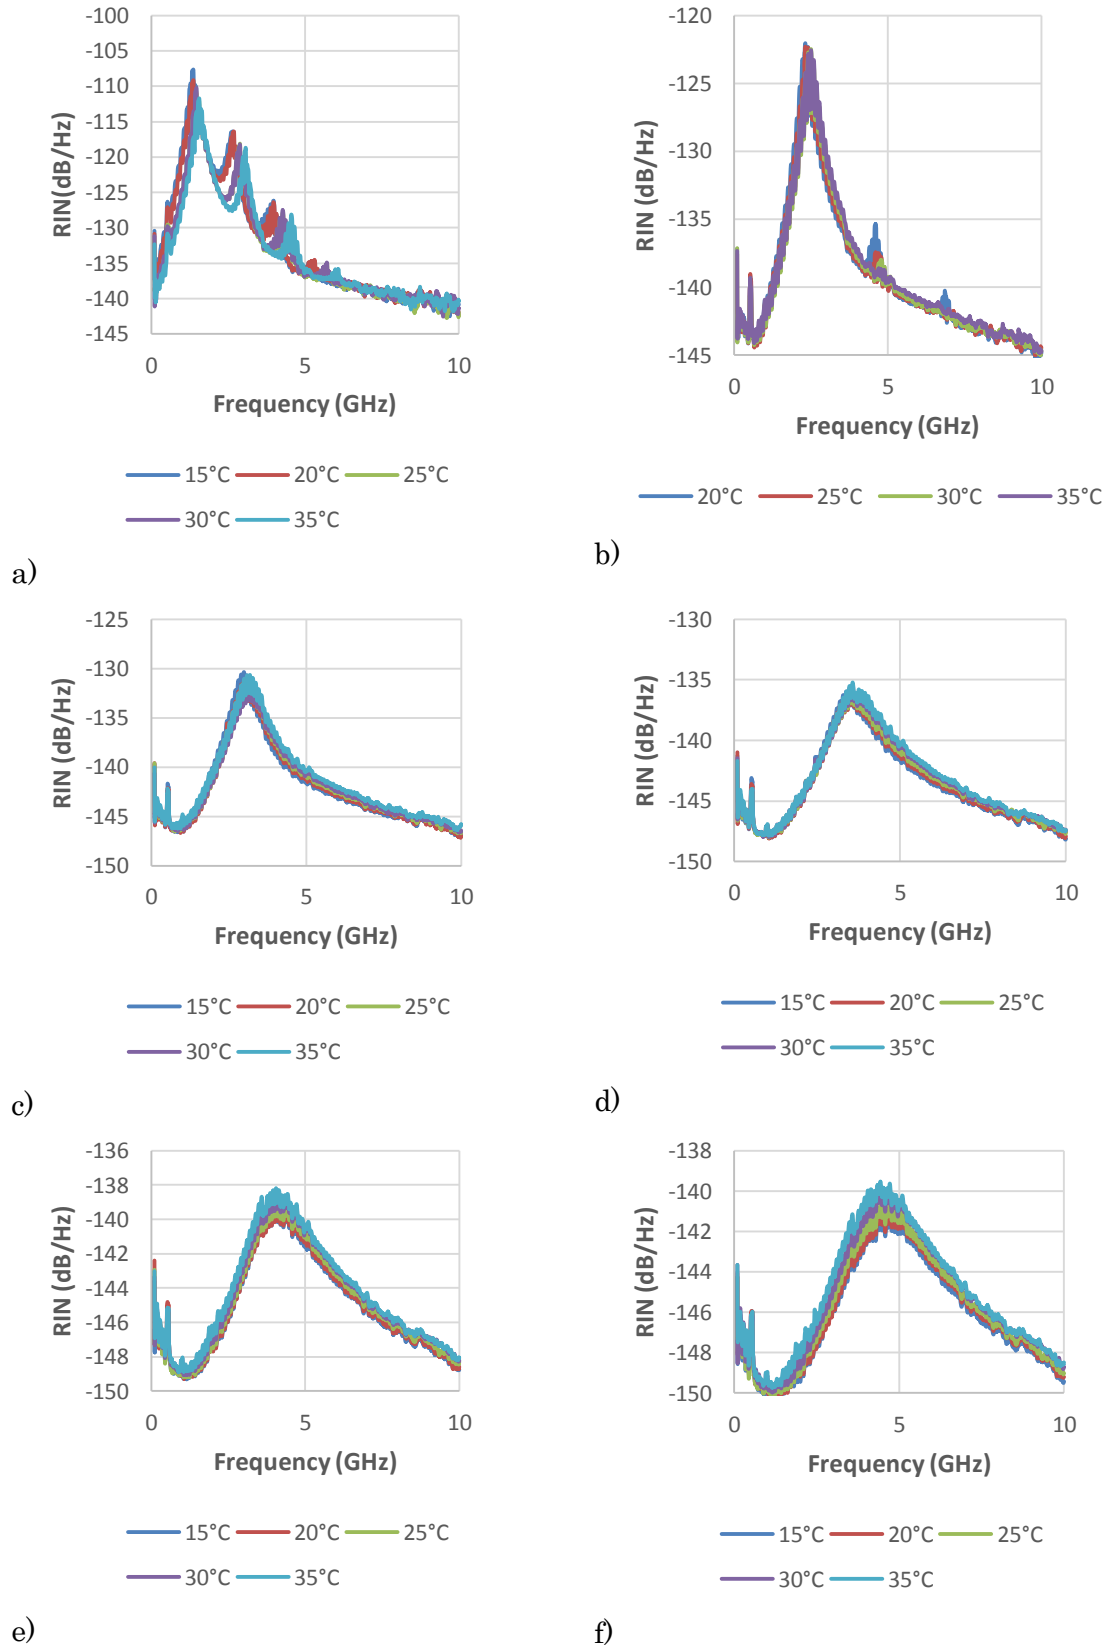 -100
-105
-110
-115
-120
-125
-130
-135
-140
-145
RIN(dB/Hz)
0 5 10
Frequency (GHz)
15°C 20°C 25°C
30°C 35°C
a)
-120
-125
-130
-135
-140
-145
RIN (dB/Hz)
0 5 10
Frequency (GHz)
20°C 25°C 30°C 35°C
b)
-125
-130
-135
-140
-145
-150
RIN (dB/Hz)
0 5 10
Frequency (GHz)
15°C 20°C 25°C
30°C 35°C
c)
-130
-135
-140
-145
-150
RIN (dB/Hz)
0 5 10
Frequency (GHz)
15°C 20°C 25°C
30°C 35°C
d)
-136
-138
-140
-142
-144
-146
-148
-150
RIN (dB/Hz)
0 5 10
Frequency (GHz)
15°C 20°C 25°C
30°C 35°C
e)
-138
-140
-142
-144
-146
-148
-150
RIN (dB/Hz)
0 5 10
Frequency (GHz)
15°C 20°C 25°C
30°C 35°C
f)